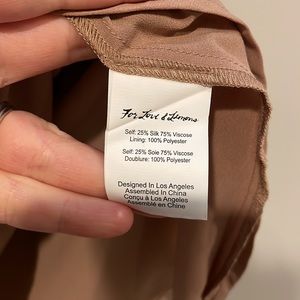 For Love & Lemons
Self: 25% Silk 75% Viscose
Lining: 100% Polyester
Self: 25% Soie 75% Viscose
Doublure: 100% Polyester
Designed In Los Angeles
Assembled In China
Conçu à Los Angeles
Assemblé en Chine